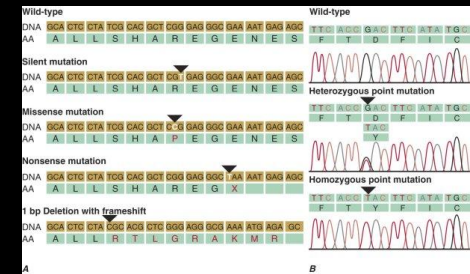 Wild-type
DNA GCA CTC CTA TCG CAC GCT CGG GAG GGC GAA AAT GAG AGC
AA A L L S H A R E G E N E S
Silent mutation
DNA GCA CTC CTA TCG CAC GCT CGT GAG GGC GAA AAT GAG AGC
AA A L L S H A R E G E N E S
Missense mutation
DNA GCA CTC CTA TCG CAC GCT CCG GAG GGC GAA AAT GAG AGC
AA A L L S H A P E G E N E S
Nonsense mutation
DNA GCA CTC CTA TCG CAC GCT CGG GAG GGC TAA AAT GAG AGC
AA A L L S H A R E G X
1 bp Deletion with frameshift
DNA GCA CTC CTA CGC ACG CTC GGG AGG GCG AAA ATG AGA GC
AA A L L R T L G R A K M R
A
Wild-type
TTC ACC GAC TTC ATA TGC
F T D F I C
Heterozygous point mutation
TTC ACC GAC TTC ATA TGC
F T D F I C
TAC
Y
Homozygous point mutation
TTC ACC TAC TTC ATA TGC
F T Y F I C
B